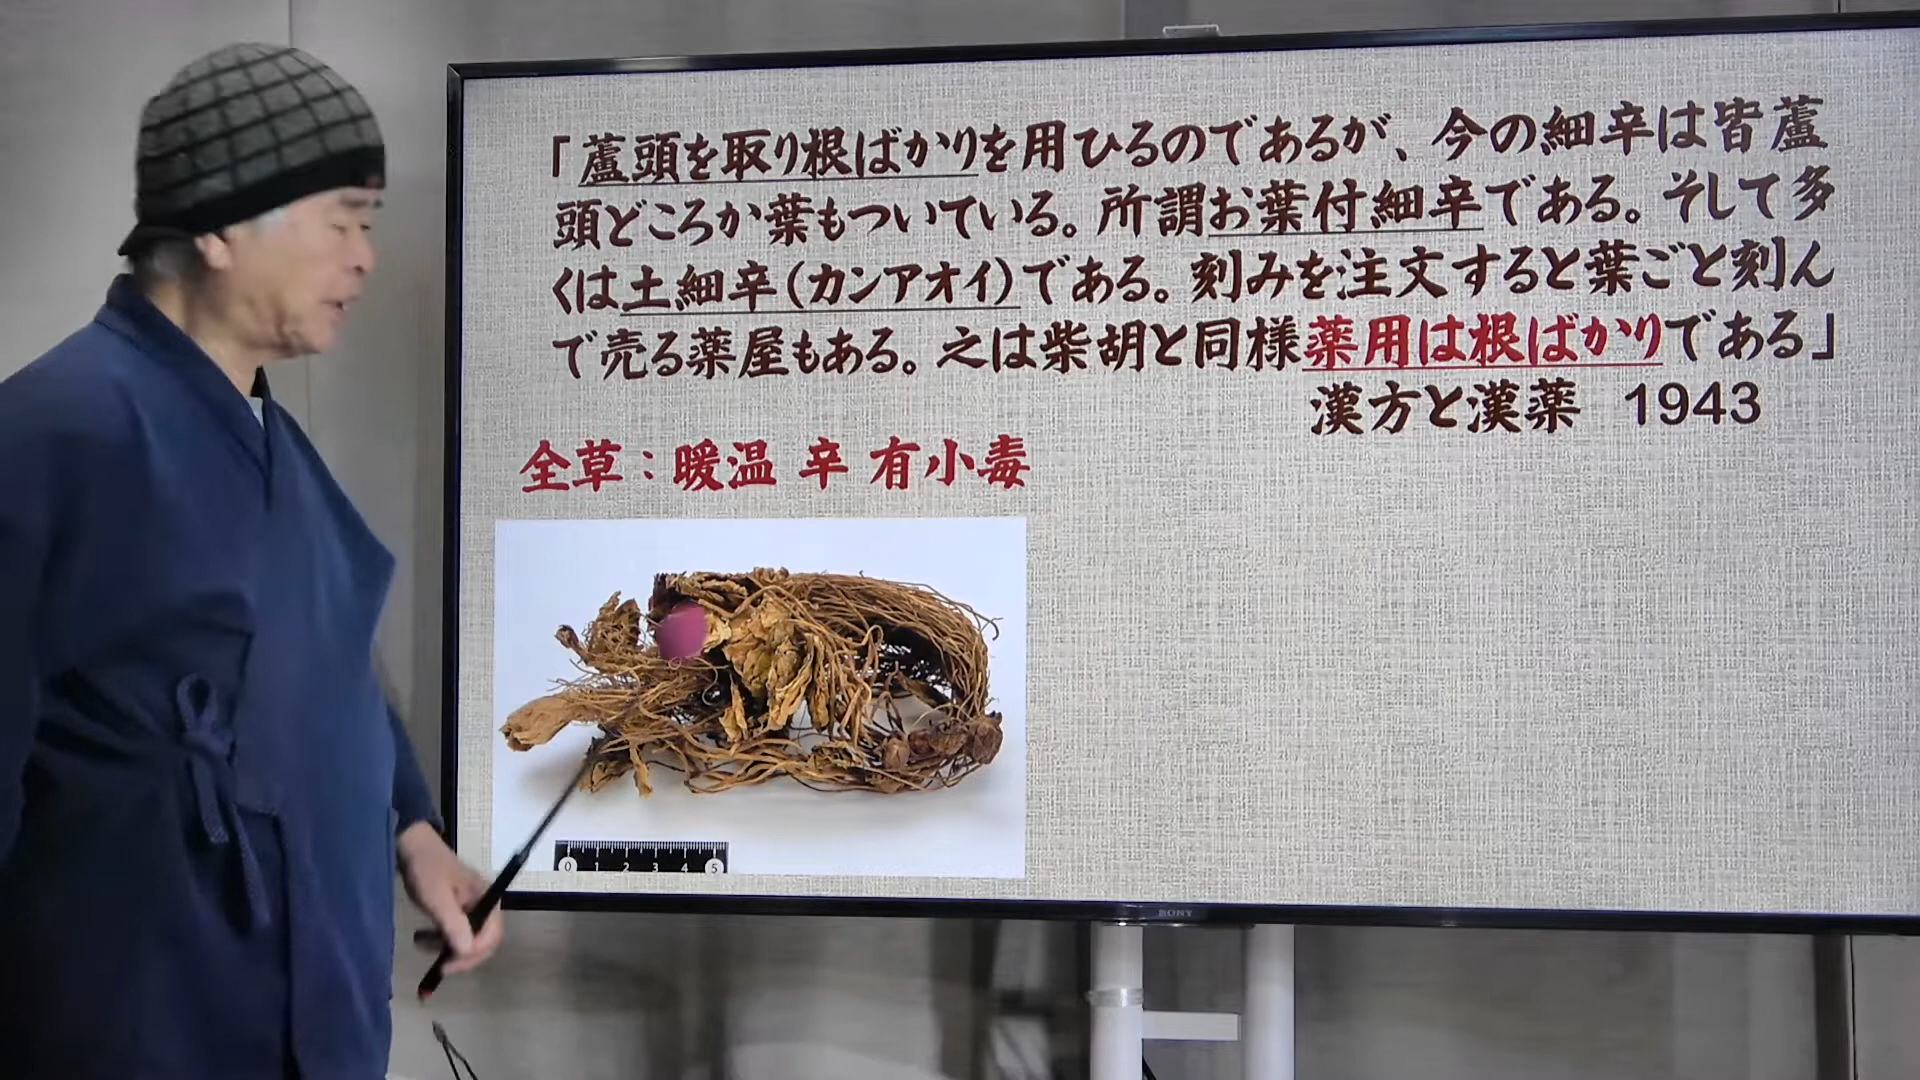 「蘆頭を取り根ばかりを用ひるのであるが、今の細辛は皆蘆
頭どころか葉もついている。所謂お葉付細辛である。そして多
くは土細辛（カンアオイ）である。刻みを注文すると葉ごと刻ん
で売る薬屋もある。之は柴胡と同様薬用は根ばかりである」
漢方と漢薬　1943
全草：暖温 辛 有小毒
0 1 2 3 4 5
SONY